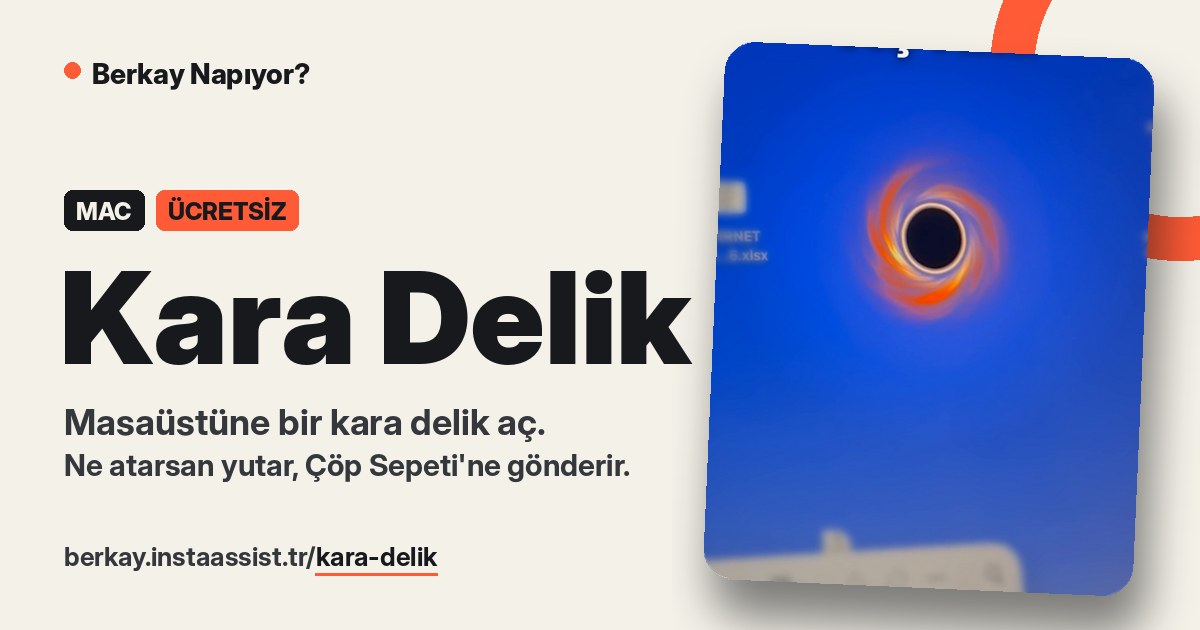 Berkay Napıyor?
MAC
ÜCRETSİZ
Kara Delik
Masaüstüne bir kara delik aç.
Ne atarsan yutar, Çöp Sepeti'ne gönderir.
berkay.instaassist.tr/kara-delik